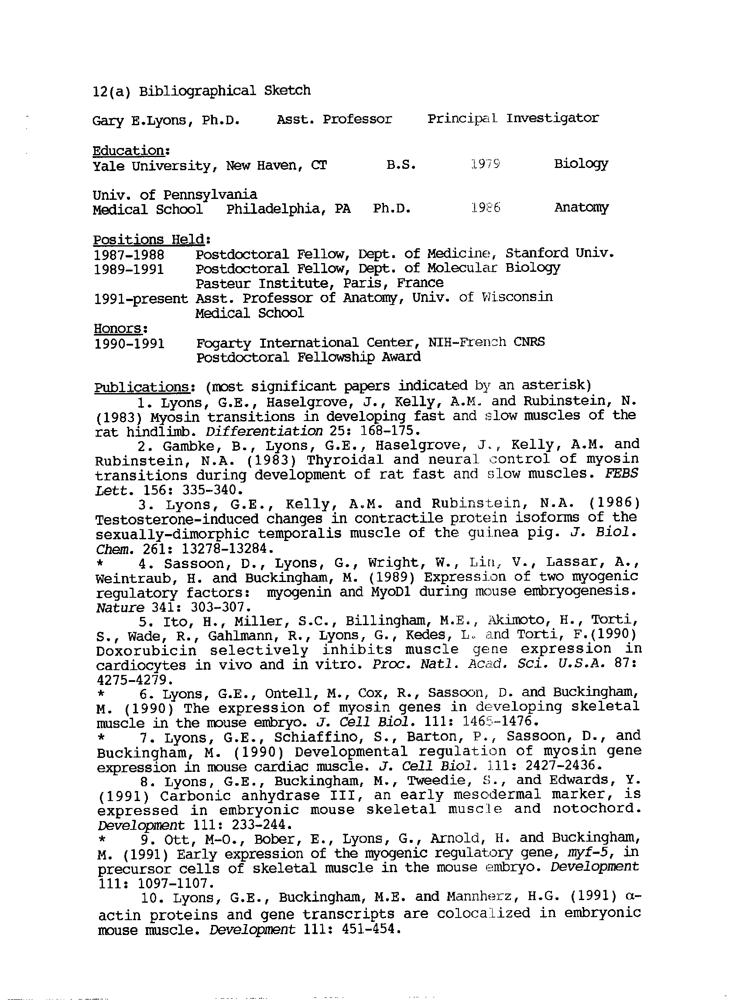 12(a) Bibliographical Sketch
Gary E.Lyons, Ph.D. Asst. Professor Principal Investigator
Education:
Yale University, New Haven, CT B.S. 1979 Biology
Univ. of Pennsylvania
Medical School Philadelphia, PA Ph.D. 1986 Anatomy
Positions Held:
1987-1988 Postdoctoral Fellow, Dept. of Medicine, Stanford Univ.
1989-1991 Postdoctoral Fellow, Dept. of Molecular Biology
Pasteur Institute, Paris, France
1991-present Asst. Professor of Anatomy, Univ. of Wisconsin
Medical School
Honors:
1990-1991 Fogarty International Center, NIH-French CNRS
Postdoctoral Fellowship Award
Publications: (most significant papers indicated by an asterisk)
1. Lyons, G.E., Haselgrove, J., Kelly, A.M. and Rubinstein, N.
(1983) Myosin transitions in developing fast and slow muscles of the
rat hindlimb. Differentiation 25: 168-175.
2. Gambke, B., Lyons, G.E., Haselgrove, J., Kelly, A.M. and
Rubinstein, N.A. (1983) Thyroidal and neural control of myosin
transitions during development of rat fast and slow muscles. FEBS
Lett. 156: 335-340.
3. Lyons, G.E., Kelly, A.M. and Rubinstein, N.A. (1986)
Testosterone-induced changes in contractile protein isoforms of the
sexually-dimorphic temporalis muscle of the guinea pig. J. Biol.
Chem. 261: 13278-13284.
* 4. Sassoon, D., Lyons, G., Wright, W., Lin, V., Lassar, A.,
Weintraub, H. and Buckingham, M. (1989) Expression of two myogenic
regulatory factors: myogenin and MyoD1 during mouse embryogenesis.
Nature 341: 303-307.
5. Ito, H., Miller, S.C., Billingham, M.E., Akimoto, H., Torti,
S., Wade, R., Gahlmann, R., Lyons, G., Kedes, L. and Torti, F.(1990)
Doxorubicin selectively inhibits muscle gene expression in
cardiocytes in vivo and in vitro. Proc. Natl. Acad. Sci. U.S.A. 87:
4275-4279.
* 6. Lyons, G.E., Ontell, M., Cox, R., Sassoon, D. and Buckingham,
M. (1990) The expression of myosin genes in developing skeletal
muscle in the mouse embryo. J. Cell Biol. 111: 1465-1476.
* 7. Lyons, G.E., Schiaffino, S., Barton, P., Sassoon, D., and
Buckingham, M. (1990) Developmental regulation of myosin gene
expression in mouse cardiac muscle. J. Cell Biol. 111: 2427-2436.
8. Lyons, G.E., Buckingham, M., Tweedie, S., and Edwards, Y.
(1991) Carbonic anhydrase III, an early mesodermal marker, is
expressed in embryonic mouse skeletal muscle and notochord.
Development 111: 233-244.
* 9. Ott, M-O., Bober, E., Lyons, G., Arnold, H. and Buckingham,
M. (1991) Early expression of the myogenic regulatory gene, myf-5, in
precursor cells of skeletal muscle in the mouse embryo. Development
111: 1097-1107.
10. Lyons, G.E., Buckingham, M.E. and Mannherz, H.G. (1991) α-
actin proteins and gene transcripts are colocalized in embryonic
mouse muscle. Development 111: 451-454.